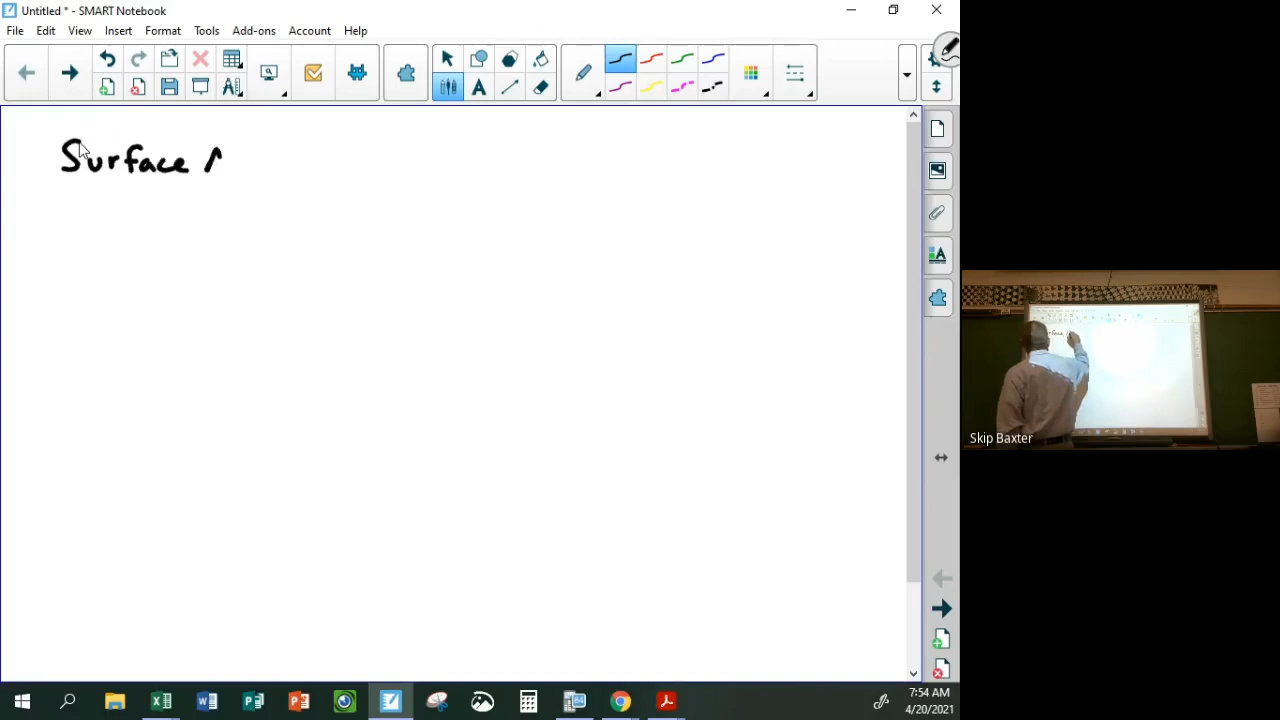 Untitled * - SMART Notebook
File Edit View Insert Format Tools Add-ons Account Help
Surface
Skip Baxter
7:54 AM
4/20/2021